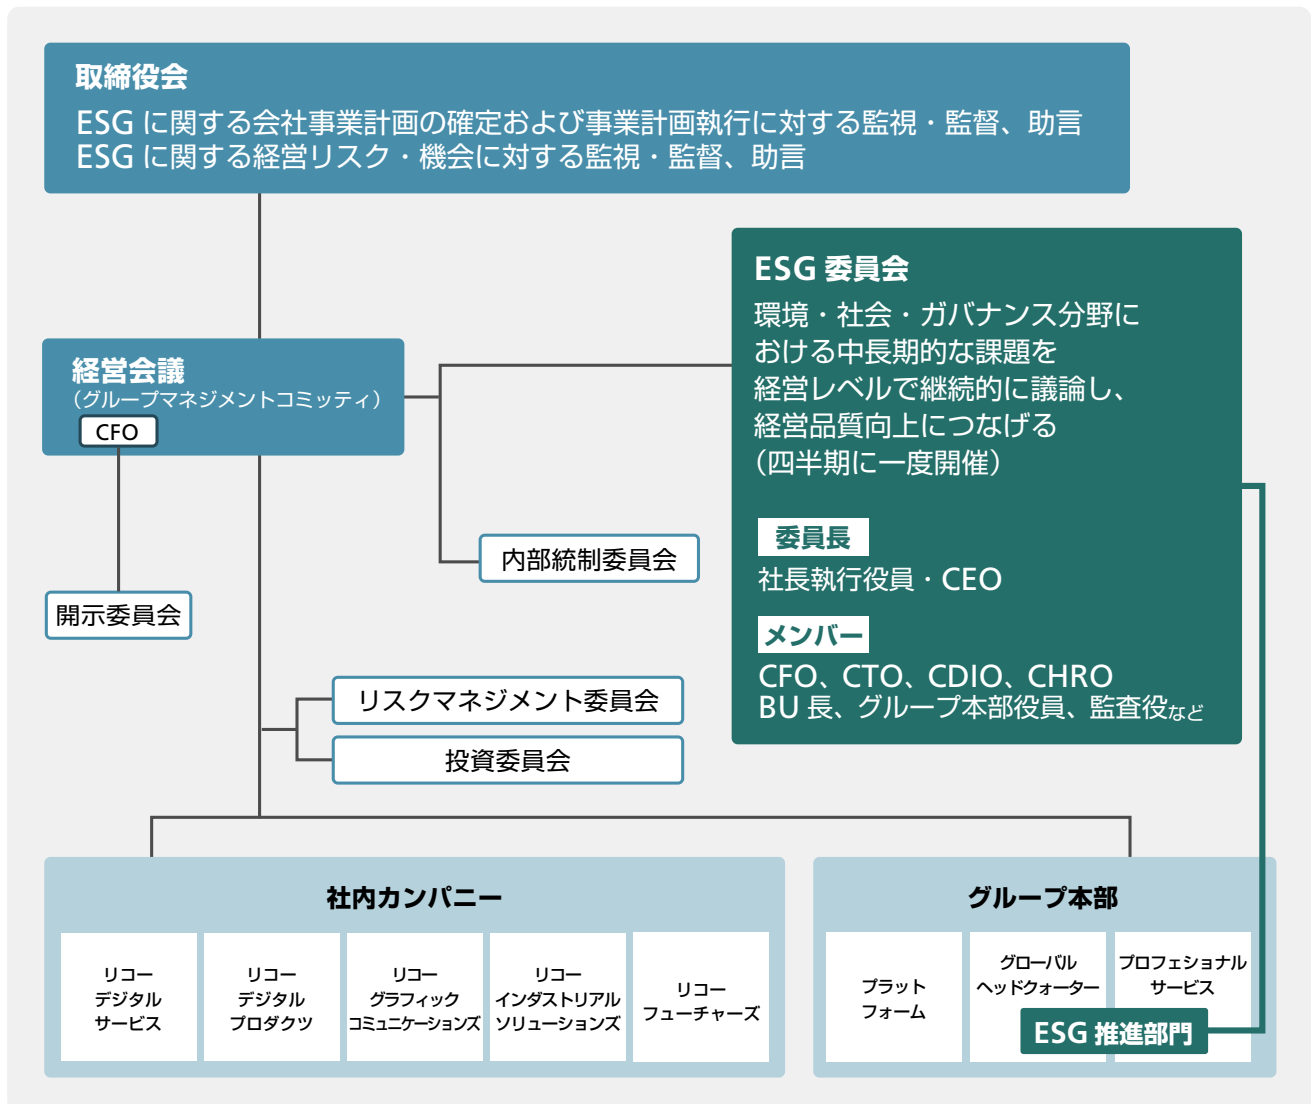 取締役会
ESG に関する会社事業計画の確定および事業計画執行に対する監視・監督、助言
ESG に関する経営リスク・機会に対する監視・監督、助言
ESG 委員会
環境・社会・ガバナンス分野に
おける中長期的な課題を
経営レベルで継続的に議論し、
経営品質向上につなげる
（四半期に一度開催）
委員長
社長執行役員・CEO
メンバー
CFO、CTO、CDIO、CHRO
BU 長、グループ本部役員、監査役など
経営会議
（グループマネジメントコミッティ）
CFO
内部統制委員会
開示委員会
リスクマネジメント委員会
投資委員会
社内カンパニー
リコー
デジタル
サービス
リコー
デジタル
プロダクツ
リコー
グラフィック
コミュニケーションズ
リコー
インダストリアル
ソリューションズ
リコー
フューチャーズ
グループ本部
プラット
フォーム
グローバル
ヘッドクォーター
プロフェショナル
サービス
ESG 推進部門